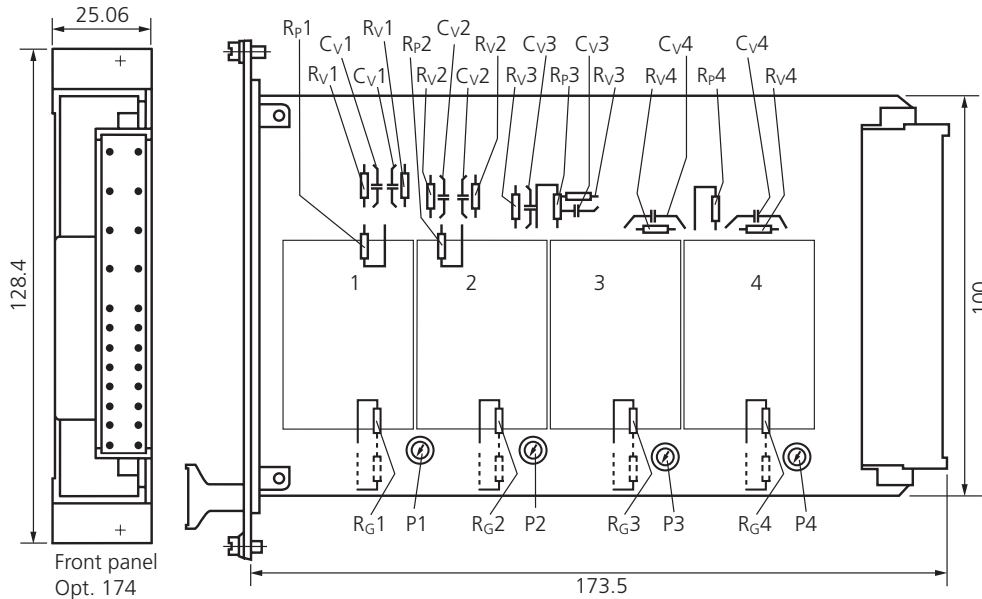 25.06
128.4
Front panel
Opt. 174
RP1 CV1 RV1 RP2 CV2 RV2 CV3 CV3 CV4 CV4
RV1 CV1 RV2 CV2 RV3 RP3 RV3 RV4 RP4 RV4
1 2 3 4
100
RG1 P1 RG2 P2 RG3 P3 RG4 P4
173.5